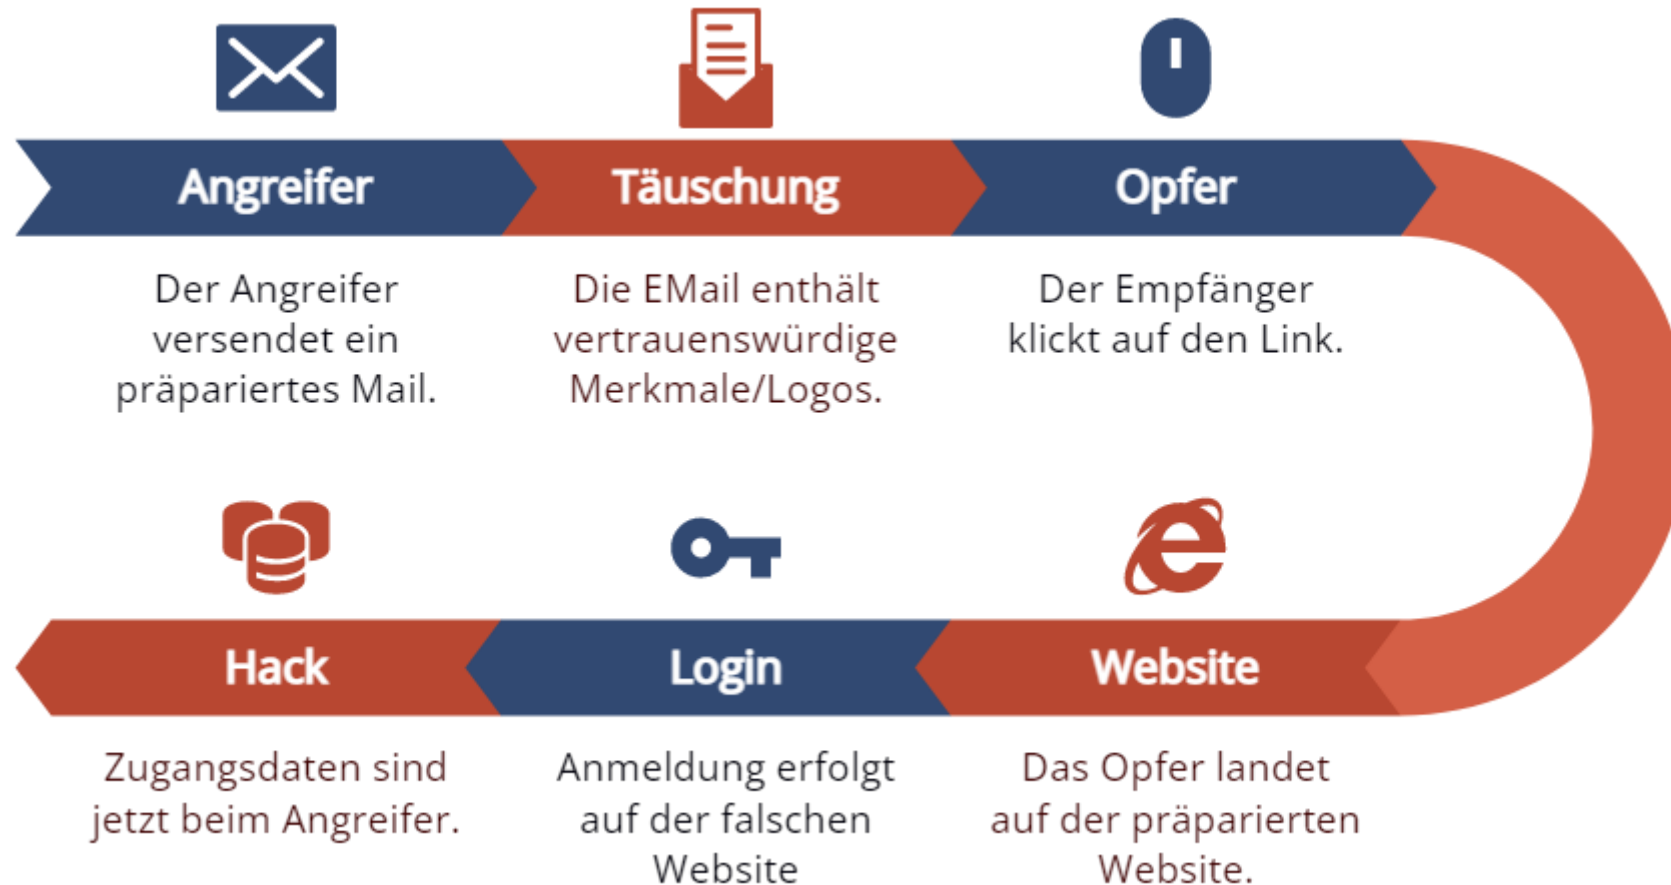 Angreifer
Täuschung
Opfer
Der Angreifer
versendet ein
präpariertes Mail.
Die EMail enthält
vertrauenswürdige
Merkmale/Logos.
Der Empfänger
klickt auf den Link.
Website
Login
Hack
Das Opfer landet
auf der präparierten
Website.
Anmeldung erfolgt
auf der falschen
Website
Zugangsdaten sind
jetzt beim Angreifer.